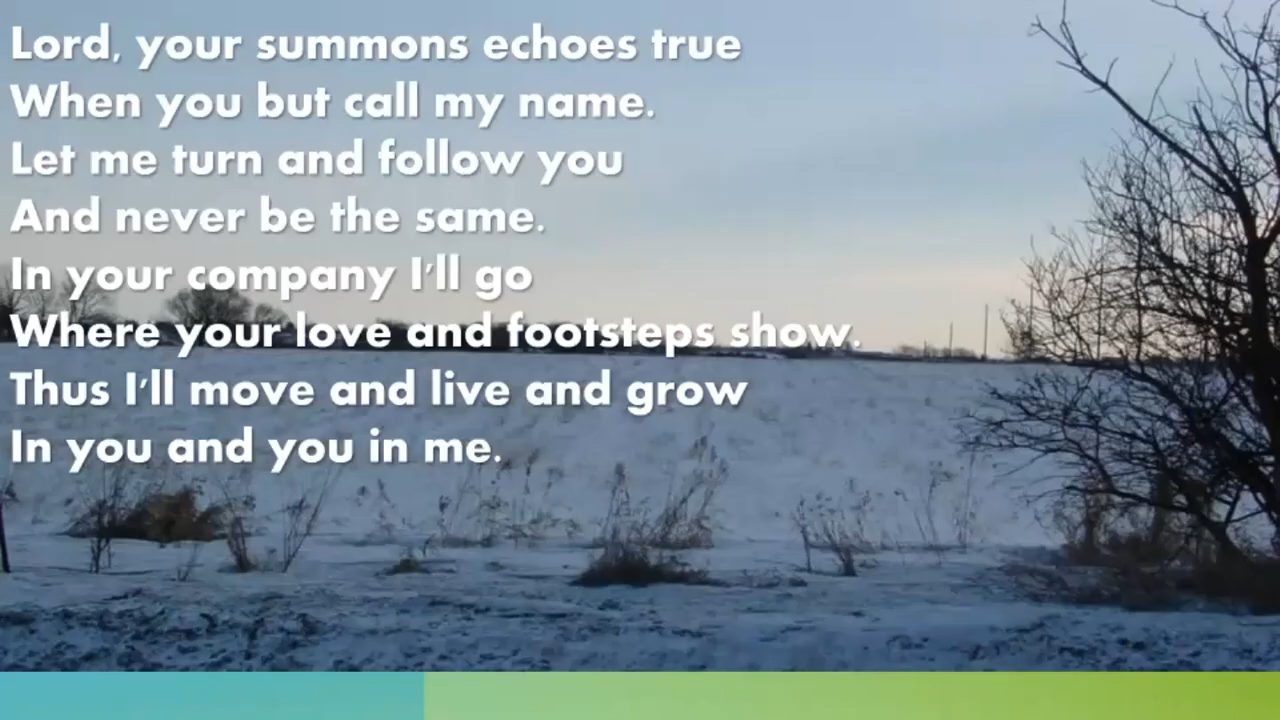 Lord, your summons echoes true
When you but call my name.
Let me turn and follow you
And never be the same.
In your company I'll go
Where your love and footsteps show.
Thus I'll move and live and grow
In you and you in me.